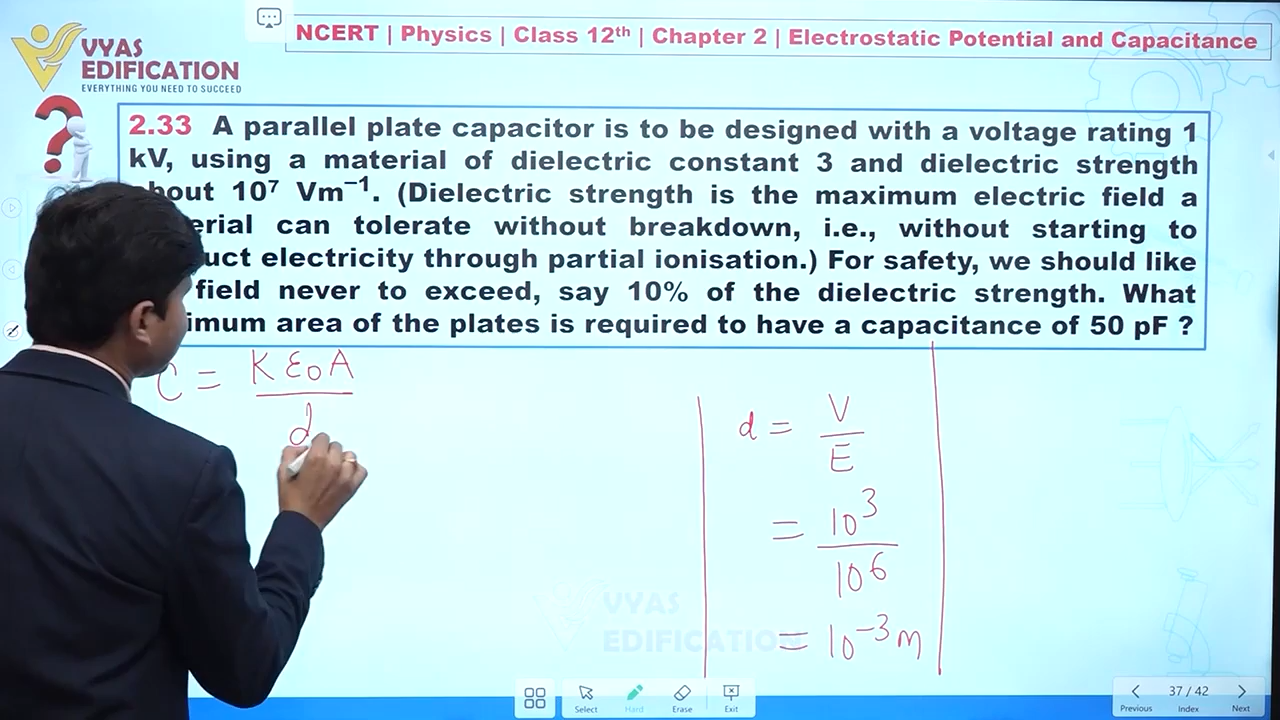 NCERT | Physics | Class 12th | Chapter 2 | Electrostatic Potential and Capacitance
VYAS
EDIFICATION
EVERYTHING YOU NEED TO SUCCEED
2.33 A parallel plate capacitor is to be designed with a voltage rating 1
kV, using a material of dielectric constant 3 and dielectric strength
about 10⁷ Vm⁻¹. (Dielectric strength is the maximum electric field a
erial can tolerate without breakdown, i.e., without starting to
uct electricity through partial ionisation.) For safety, we should like
field never to exceed, say 10% of the dielectric strength. What
imum area of the plates is required to have a capacitance of 50 pF ?
C = K ε₀ A / d
d = V / E
= 10³ / 10⁶
= 10⁻³ m
VYAS
EDIFICATION
Select
Hard
Erase
Exit
37 / 42
Previous
Index
Next